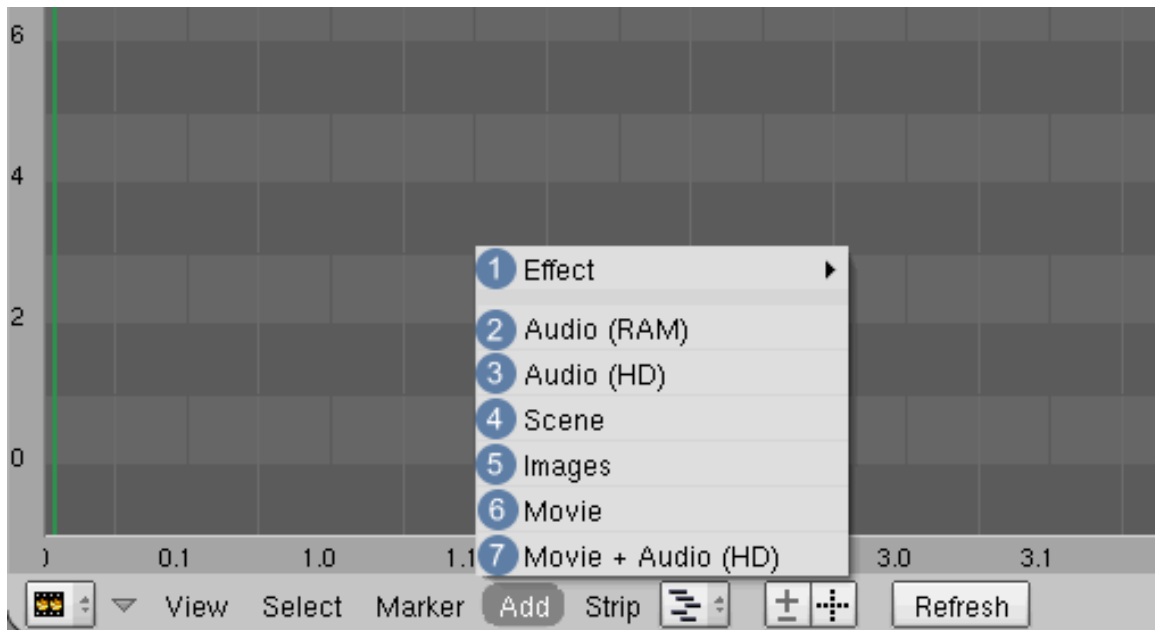 6
4
2
0
1 Effect
2 Audio (RAM)
3 Audio (HD)
4 Scene
5 Images
6 Movie
7 Movie + Audio (HD)
0.1 1.0 1.1 3.0 3.1
View Select Marker Add Strip Refresh